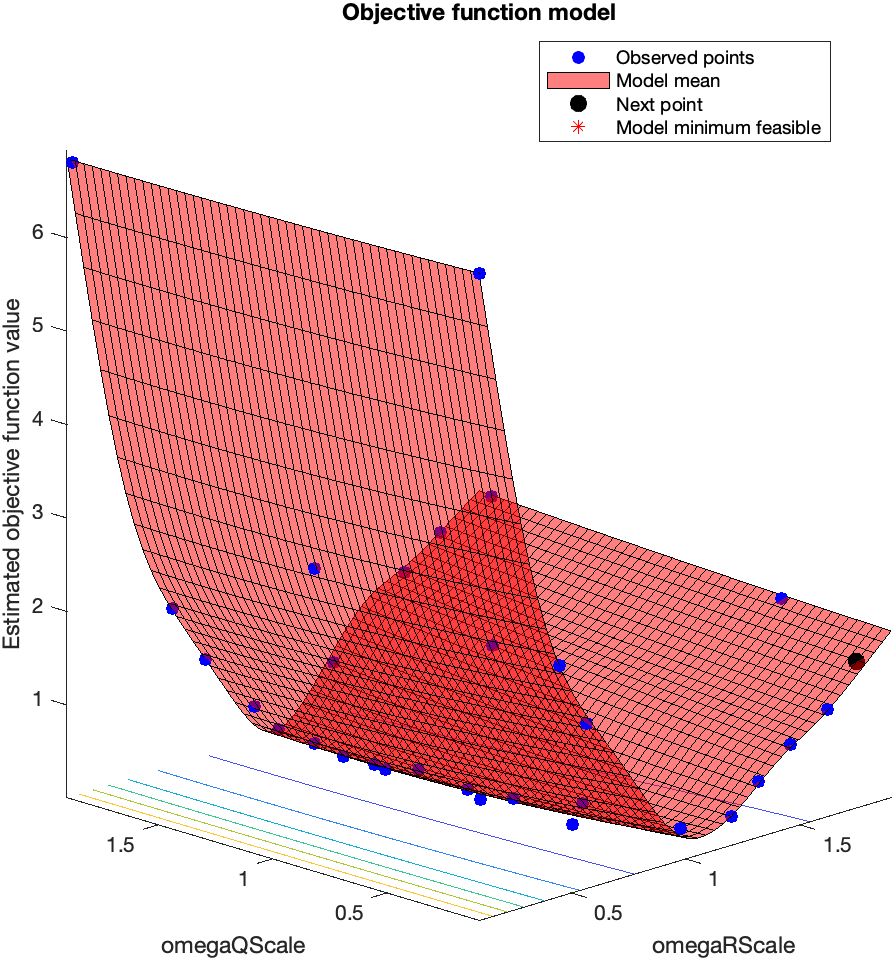 Objective function model
Observed points
Model mean
Next point
Model minimum feasible
Estimated objective function value
6
5
4
3
2
1
1.5
1
0.5
omegaQScale
0.5
1
1.5
omegaRScale